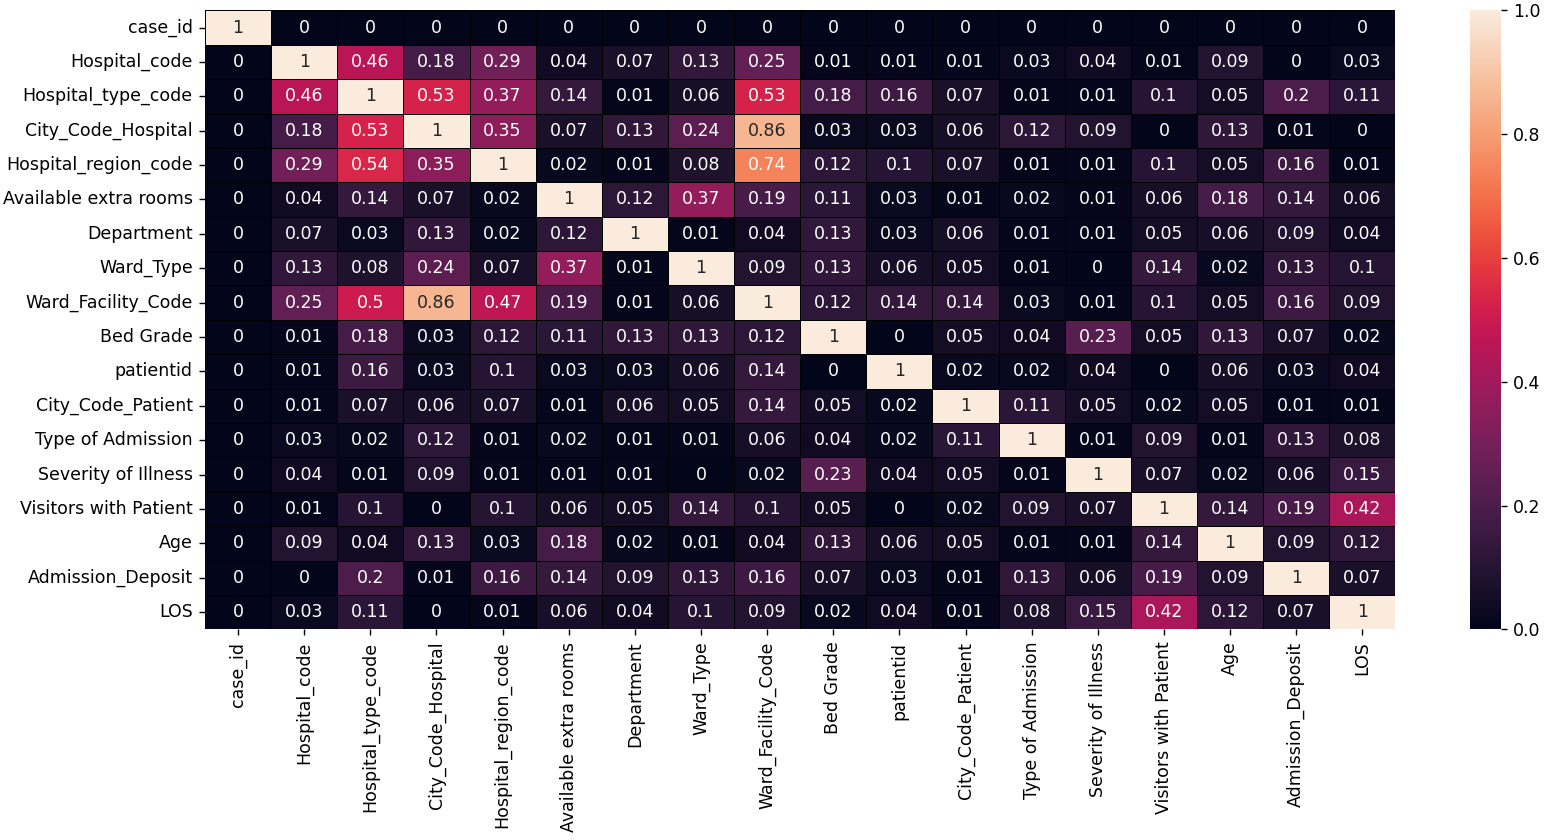 case_id 1 0 0 0 0 0 0 0 0 0 0 0 0 0 0 0 0 0
Hospital_code 0 1 0.46 0.18 0.29 0.04 0.07 0.13 0.25 0.01 0.01 0.01 0.03 0.04 0.01 0.09 0 0.03
Hospital_type_code 0 0.46 1 0.53 0.37 0.14 0.01 0.06 0.53 0.18 0.16 0.07 0.01 0.01 0.1 0.05 0.2 0.11
City_Code_Hospital 0 0.18 0.53 1 0.35 0.07 0.13 0.24 0.86 0.03 0.03 0.06 0.12 0.09 0 0.13 0.01 0
Hospital_region_code 0 0.29 0.54 0.35 1 0.02 0.01 0.08 0.74 0.12 0.1 0.07 0.01 0.01 0.1 0.05 0.16 0.01
Available extra rooms 0 0.04 0.14 0.07 0.02 1 0.12 0.37 0.19 0.11 0.03 0.01 0.02 0.01 0.06 0.18 0.14 0.06
Department 0 0.07 0.03 0.13 0.02 0.12 1 0.01 0.04 0.13 0.03 0.06 0.01 0.01 0.05 0.06 0.09 0.04
Ward_Type 0 0.13 0.08 0.24 0.07 0.37 0.01 1 0.09 0.13 0.06 0.05 0.01 0 0.14 0.02 0.13 0.1
Ward_Facility_Code 0 0.25 0.5 0.86 0.47 0.19 0.01 0.06 1 0.12 0.14 0.14 0.03 0.01 0.1 0.05 0.16 0.09
Bed Grade 0 0.01 0.18 0.03 0.12 0.11 0.13 0.13 0.12 1 0 0.05 0.04 0.23 0.05 0.13 0.07 0.02
patientid 0 0.01 0.16 0.03 0.1 0.03 0.03 0.06 0.14 0 1 0.02 0.02 0.04 0 0.06 0.03 0.04
City_Code_Patient 0 0.01 0.07 0.06 0.07 0.01 0.06 0.05 0.14 0.05 0.02 1 0.11 0.05 0.02 0.05 0.01 0.01
Type of Admission 0 0.03 0.02 0.12 0.01 0.02 0.01 0.01 0.06 0.04 0.02 0.11 1 0.01 0.09 0.01 0.13 0.08
Severity of Illness 0 0.04 0.01 0.09 0.01 0.01 0.01 0 0.02 0.23 0.04 0.05 0.01 1 0.07 0.02 0.06 0.15
Visitors with Patient 0 0.01 0.1 0 0.1 0.06 0.05 0.14 0.1 0.05 0 0.02 0.09 0.07 1 0.14 0.19 0.42
Age 0 0.09 0.04 0.13 0.03 0.18 0.02 0.01 0.04 0.13 0.06 0.05 0.01 0.01 0.14 1 0.09 0.12
Admission_Deposit 0 0 0.2 0.01 0.16 0.14 0.09 0.13 0.16 0.07 0.03 0.01 0.13 0.06 0.19 0.09 1 0.07
LOS 0 0.03 0.11 0 0.01 0.06 0.04 0.1 0.09 0.02 0.04 0.01 0.08 0.15 0.42 0.12 0.07 1
case_id
Hospital_code
Hospital_type_code
City_Code_Hospital
Hospital_region_code
Available extra rooms
Department
Ward_Type
Ward_Facility_Code
Bed Grade
patientid
City_Code_Patient
Type of Admission
Severity of Illness
Visitors with Patient
Age
Admission_Deposit
LOS
1.0
0.8
0.6
0.4
0.2
0.0